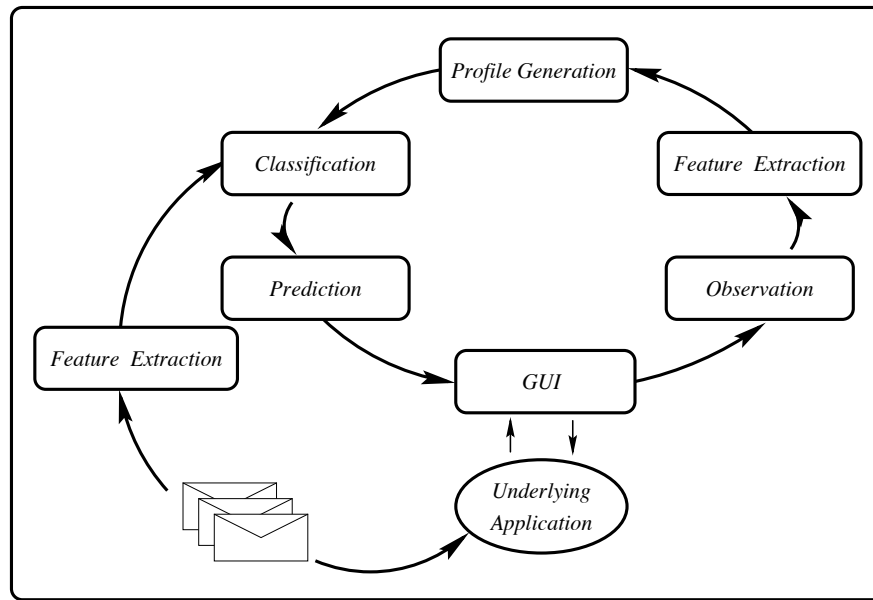 Profile Generation
Classification
Feature Extraction
Prediction
Observation
Feature Extraction
GUI
Underlying
Application